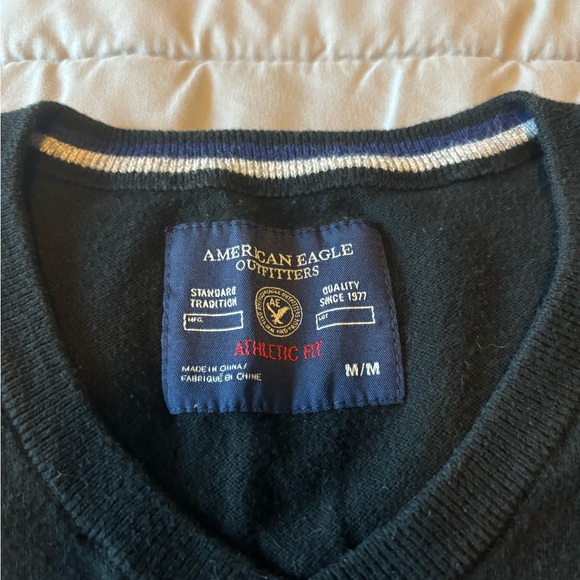 AMERICAN EAGLE
OUTFITTERS
STANDARD
TRADITION
MFG.
AE
QUALITY
SINCE 1977
LOT
ATHLETIC FIT
MADE IN CHINA/
FABRIQUÉ EN CHINE
M/M